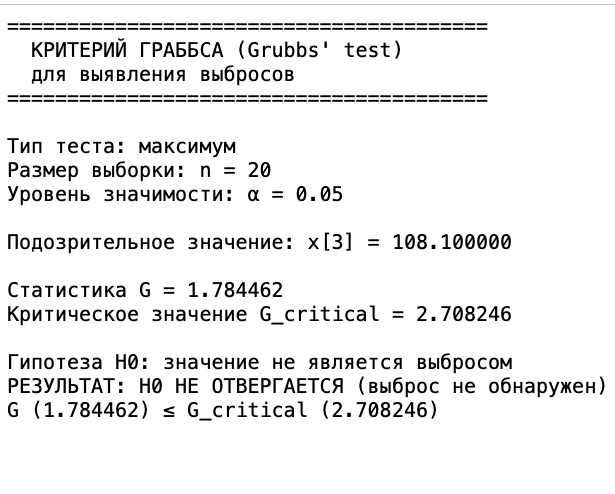 ========================================
КРИТЕРИЙ ГРАББСА (Grubbs' test)
для выявления выбросов
========================================
Тип теста: максимум
Размер выборки: n = 20
Уровень значимости: α = 0.05
Подозрительное значение: x[3] = 108.100000
Статистика G = 1.784462
Критическое значение G_critical = 2.708246
Гипотеза H0: значение не является выбросом
РЕЗУЛЬТАТ: H0 НЕ ОТВЕРГАЕТСЯ (выброс не обнаружен)
G (1.784462) ≤ G_critical (2.708246)